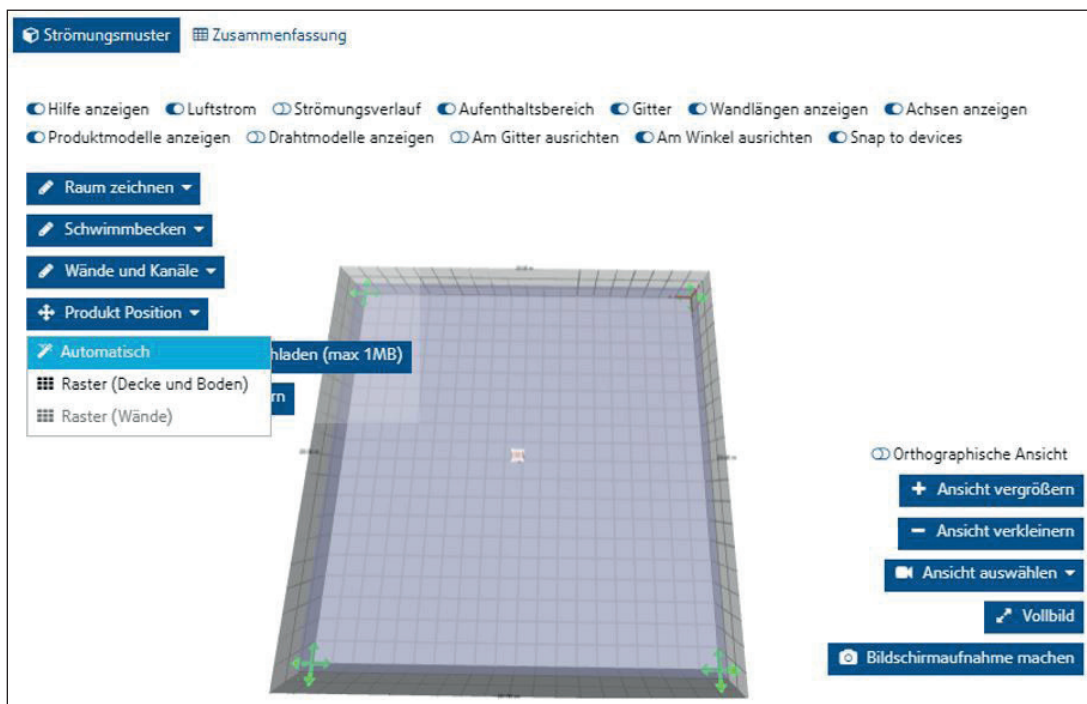 Strömungsmuster Zusammenfassung
Hilfe anzeigen Luftstrom Strömungsverlauf Aufenthaltsbereich Gitter Wandlängen anzeigen Achsen anzeigen
Produktmodelle anzeigen Drahtmodelle anzeigen Am Gitter ausrichten Am Winkel ausrichten Snap to devices
Raum zeichnen
Schwimmbecken
Wände und Kanäle
Produkt Position
Automatisch
hladen (max 1MB)
Raster (Decke und Boden)
rn
Raster (Wände)
Orthographische Ansicht
Ansicht vergrößern
Ansicht verkleinern
Ansicht auswählen
Vollbild
Bildschirmaufnahme machen